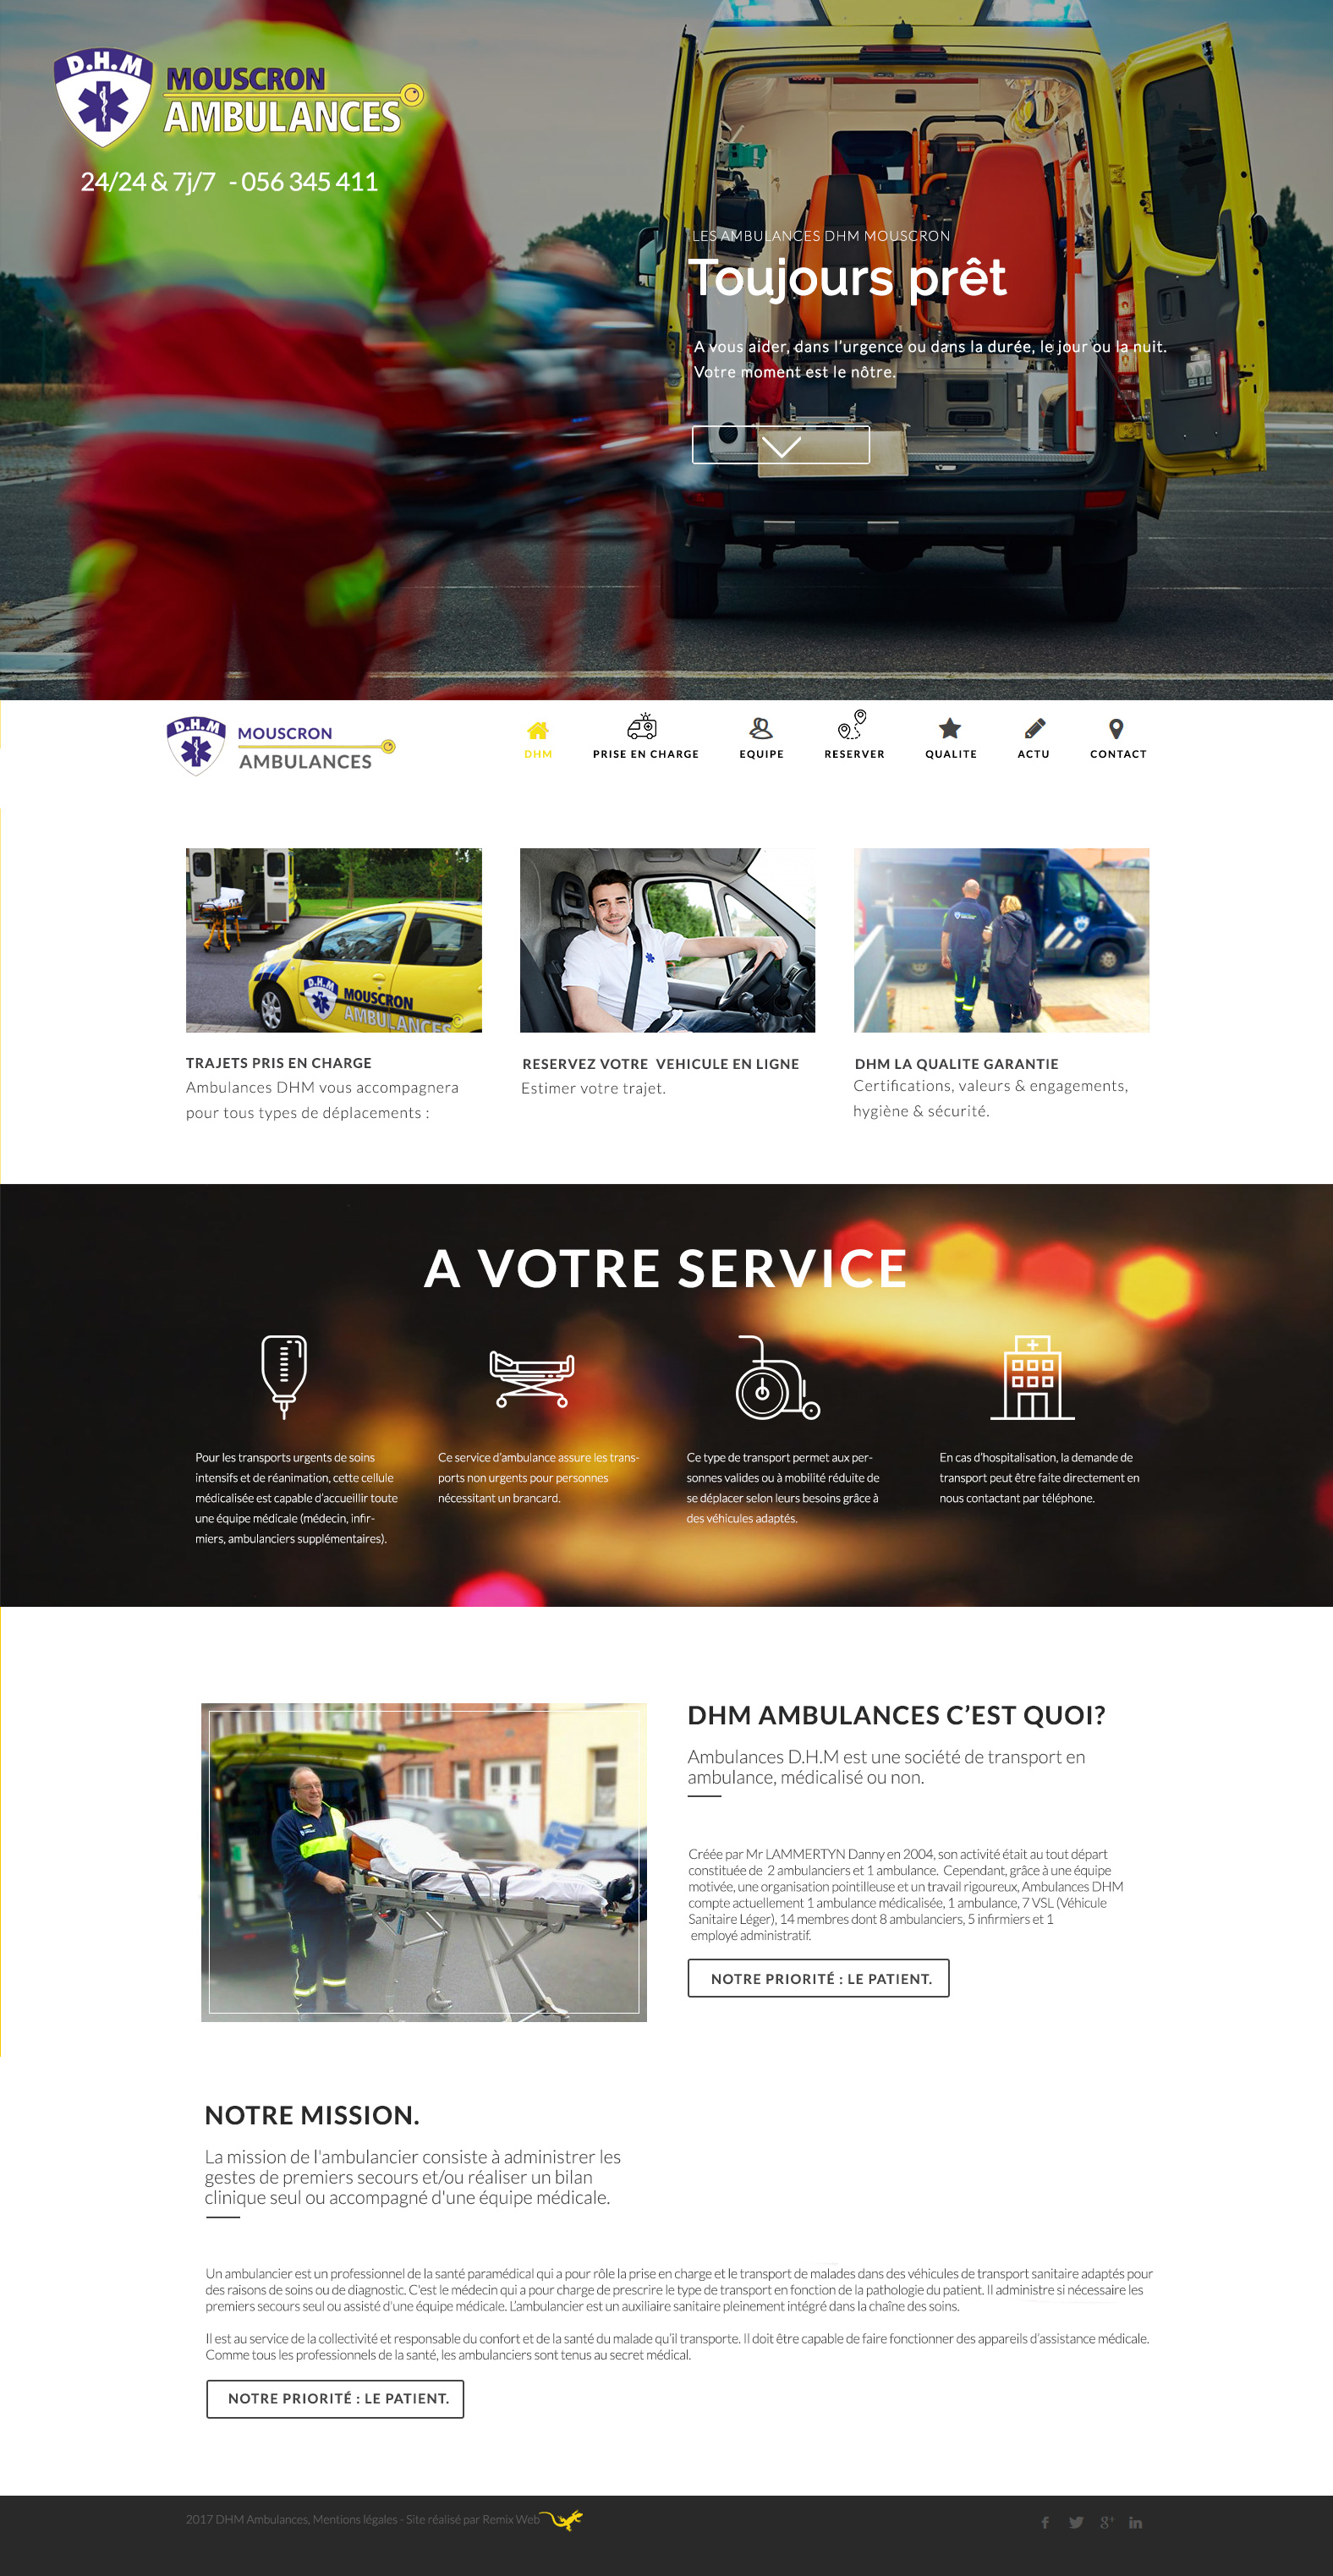 D.H.M
MOUSCRON
AMBULANCES
24/24 & 7j/7 - 056 345 411
LES AMBULANCES DHM MOUSCRON
Toujours prêt
A vous aider, dans l'urgence ou dans la durée, le jour ou la nuit.
Votre moment est le nôtre.
D.H.M
MOUSCRON
AMBULANCES
DHM
PRISE EN CHARGE
EQUIPE
RESERVER
QUALITE
ACTU
CONTACT
D.H.M
MOUSCRON
AMBULANCES
TRAJETS PRIS EN CHARGE
Ambulances DHM vous accompagnera
pour tous types de déplacements :
RESERVEZ VOTRE VEHICULE EN LIGNE
Estimer votre trajet.
DHM LA QUALITE GARANTIE
Certifications, valeurs & engagements,
hygiène & sécurité.
A VOTRE SERVICE
Pour les transports urgents de soins
intensifs et de réanimation, cette cellule
médicalisée est capable d'accueillir toute
une équipe médicale (médecin, infir-
miers, ambulanciers supplémentaires).
Ce service d'ambulance assure les trans-
ports non urgents pour personnes
nécessitant un brancard.
Ce type de transport permet aux per-
sonnes valides ou à mobilité réduite de
se déplacer selon leurs besoins grâce à
des véhicules adaptés.
En cas d'hospitalisation, la demande de
transport peut être faite directement en
nous contactant par téléphone.
DHM AMBULANCES C'EST QUOI?
Ambulances D.H.M est une société de transport en
ambulance, médicalisé ou non.
Créée par Mr LAMMERTYN Danny en 2004, son activité était au tout départ
constituée de 2 ambulanciers et 1 ambulance. Cependant, grâce à une équipe
motivée, une organisation pointilleuse et un travail rigoureux, Ambulances DHM
compte actuellement 1 ambulance médicalisée, 1 ambulance, 7 VSL (Véhicule
Sanitaire Léger), 14 membres dont 8 ambulanciers, 5 infirmiers et 1
employé administratif.
NOTRE PRIORITÉ : LE PATIENT.
NOTRE MISSION.
La mission de l'ambulancier consiste à administrer les
gestes de premiers secours et/ou réaliser un bilan
clinique seul ou accompagné d'une équipe médicale.
Un ambulancier est un professionnel de la santé paramédical qui a pour rôle la prise en charge et le transport de malades dans des véhicules de transport sanitaire adaptés pour
des raisons de soins ou de diagnostic. C'est le médecin qui a pour charge de prescrire le type de transport en fonction de la pathologie du patient. Il administre si nécessaire les
premiers secours seul ou assisté d'une équipe médicale. L'ambulancier est un auxiliaire sanitaire pleinement intégré dans la chaîne des soins.
Il est au service de la collectivité et responsable du confort et de la santé du malade qu'il transporte. Il doit être capable de faire fonctionner des appareils d'assistance médicale.
Comme tous les professionnels de la santé, les ambulanciers sont tenus au secret médical.
NOTRE PRIORITÉ : LE PATIENT.
2017 DHM Ambulances, Mentions légales - Site réalisé par Remix Web